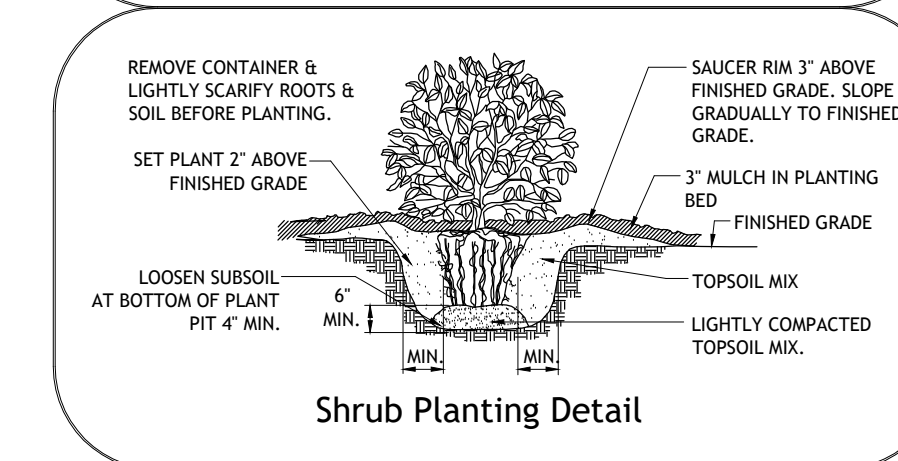 REMOVE CONTAINER &
LIGHTLY SCARIFY ROOTS &
SOIL BEFORE PLANTING.
SET PLANT 2" ABOVE
FINISHED GRADE
LOOSEN SUBSOIL
AT BOTTOM OF PLANT
PIT 4" MIN.
6"
MIN.
MIN.
MIN.
SAUCER RIM 3" ABOVE
FINISHED GRADE. SLOPE
GRADUALLY TO FINISHED
GRADE.
3" MULCH IN PLANTING
BED
FINISHED GRADE
TOPSOIL MIX
LIGHTLY COMPACTED
TOPSOIL MIX.
Shrub Planting Detail